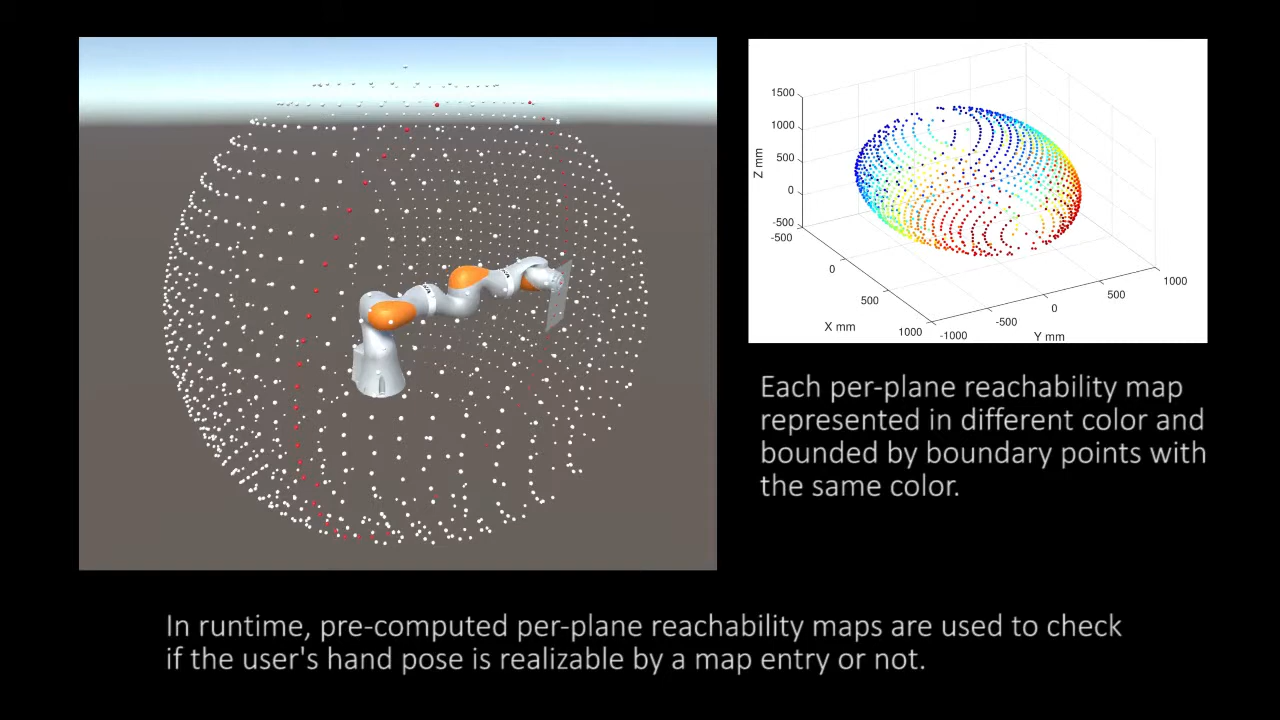 1500
1000
500
0
-500
-500
Z mm
0
500
1000
X mm
-1000
-500
0
500
1000
Y mm
Each per-plane reachability map
represented in different color and
bounded by boundary points with
the same color.
In runtime, pre-computed per-plane reachability maps are used to check
if the user's hand pose is realizable by a map entry or not.